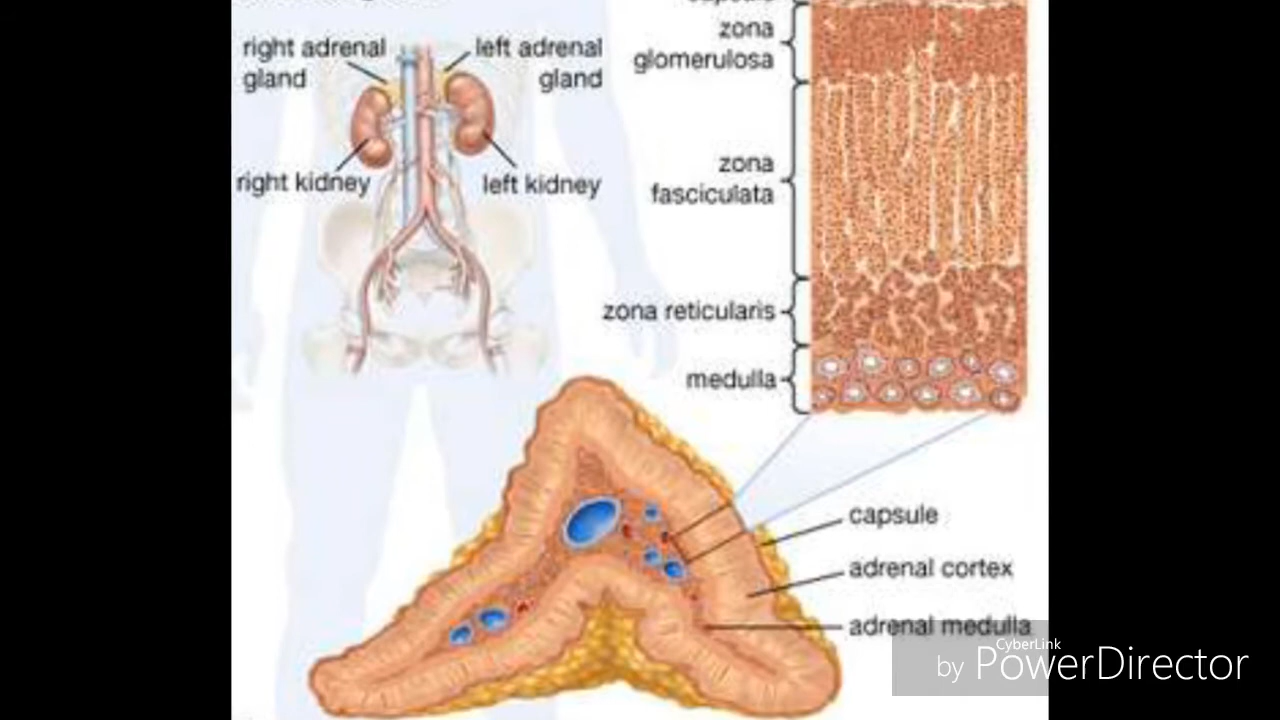 right adrenal
gland
left adrenal
gland
right kidney
left kidney
capsule
zona
glomerulosa
zona
fasciculata
zona reticularis
medulla
capsule
adrenal cortex
adrenal medulla
CyberLink
by PowerDirector